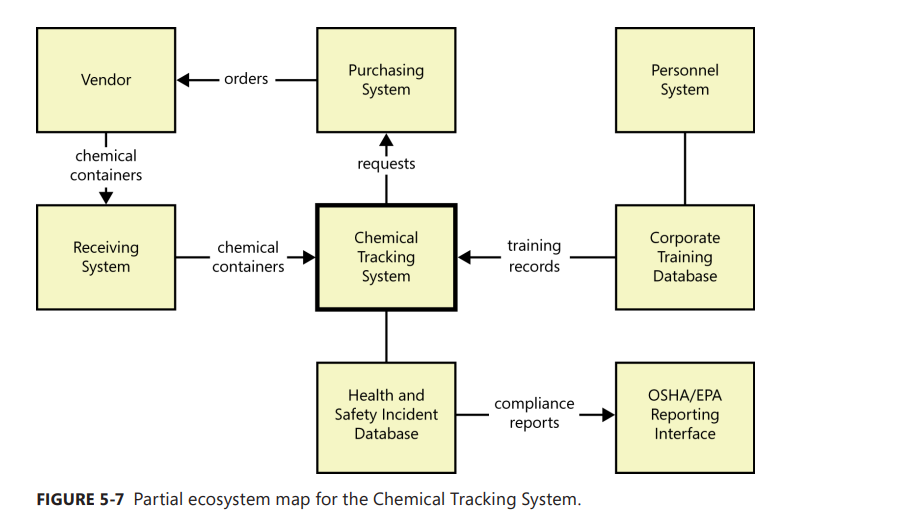 Vendor
orders
Purchasing
System
Personnel
System
chemical
containers
requests
Receiving
System
chemical
containers
Chemical
Tracking
System
training
records
Corporate
Training
Database
Health and
Safety Incident
Database
compliance
reports
OSHA/EPA
Reporting
Interface
FIGURE 5-7 Partial ecosystem map for the Chemical Tracking System.